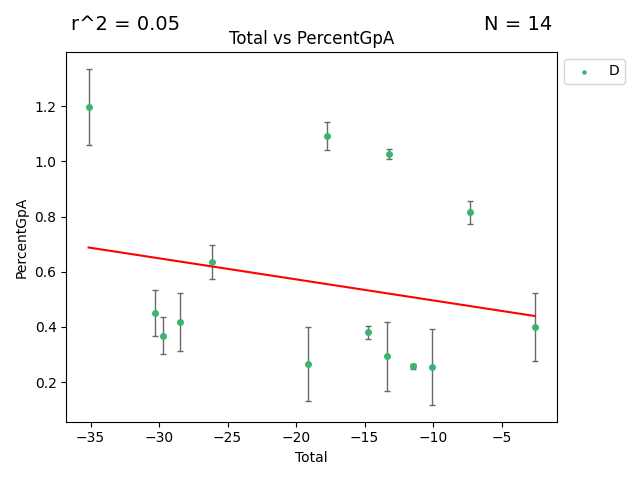 r^2 = 0.05
N = 14
Total vs PercentGpA
D
PercentGpA
1.2
1.0
0.8
0.6
0.4
0.2
−35
−30
−25
−20
−15
−10
−5
Total